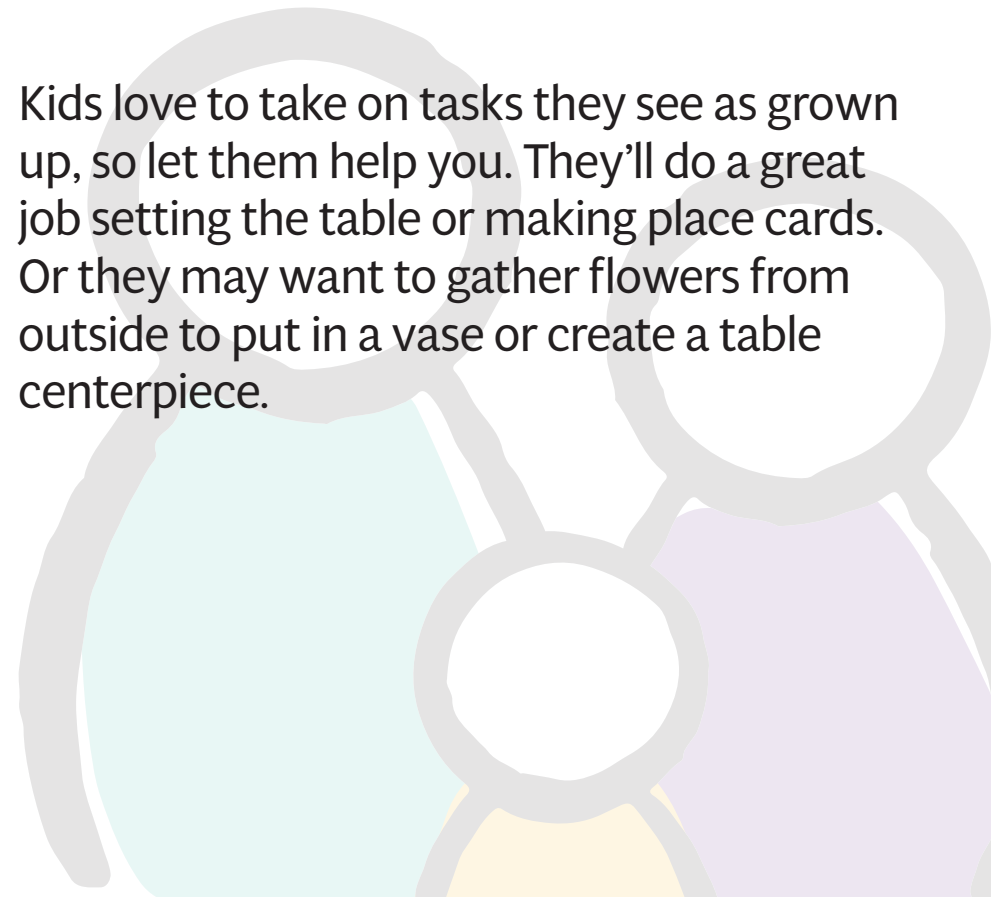 Kids love to take on tasks they see as grown
up, so let them help you. They’ll do a great
job setting the table or making place cards.
Or they may want to gather flowers from
outside to put in a vase or create a table
centerpiece.